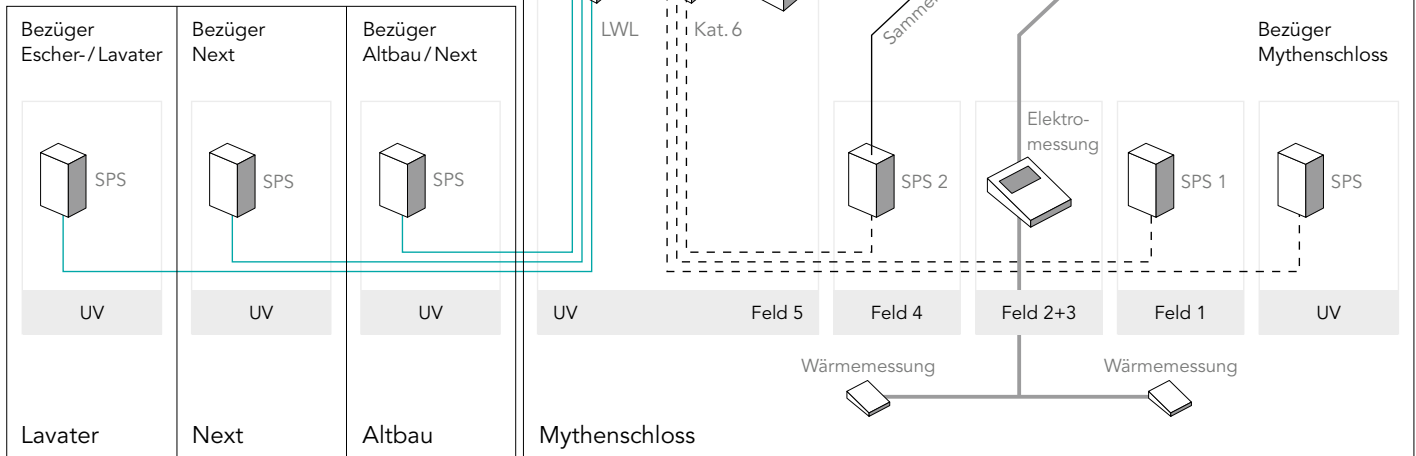 Bezüger
Escher-/Lavater
Bezüger
Next
Bezüger
Altbau/Next
LWL
Kat. 6
Sammel
Bezüger
Mythenschloss
SPS
SPS
SPS
SPS 2
Elektro-
messung
SPS 1
SPS
UV
UV
UV
UV
Feld 5
Feld 4
Feld 2+3
Feld 1
UV
Wärmemessung
Wärmemessung
Lavater
Next
Altbau
Mythenschloss